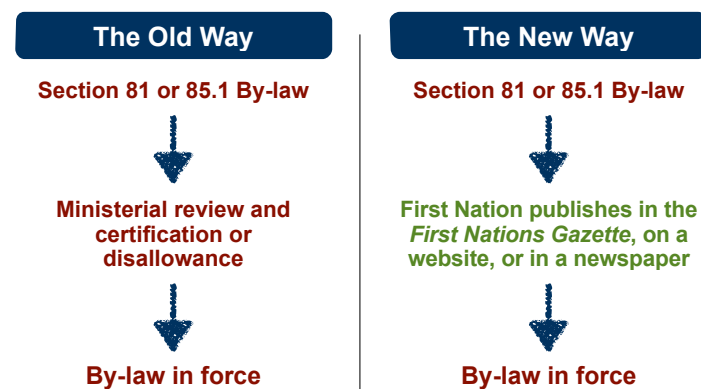 The Old Way
Section 81 or 85.1 By-law
Ministerial review and
certification or
disallowance
By-law in force
The New Way
Section 81 or 85.1 By-law
First Nation publishes in the
First Nations Gazette, on a
website, or in a newspaper
By-law in force